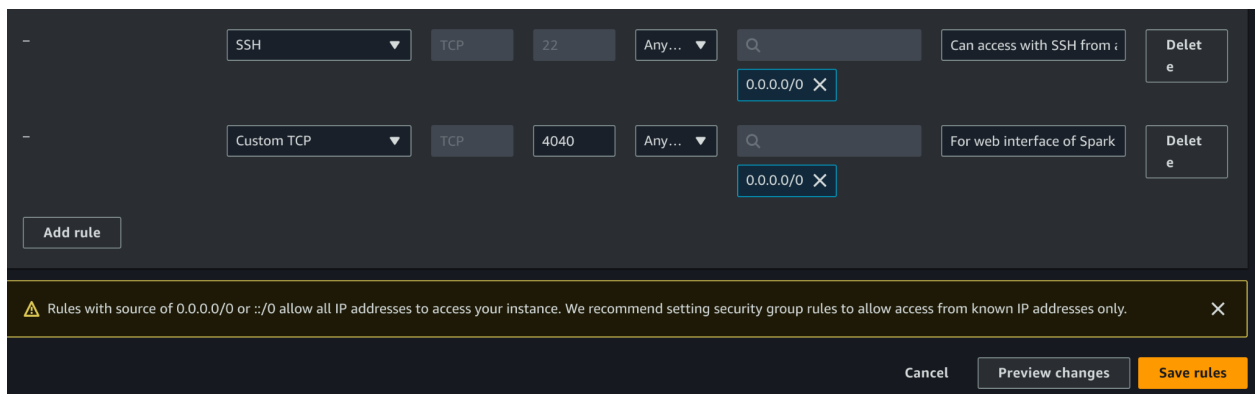 –
SSH
TCP
22
Any...
Can access with SSH from
0.0.0.0/0
Delet
e
–
Custom TCP
TCP
4040
Any...
For web interface of Spark
0.0.0.0/0
Delet
e
Add rule
Rules with source of 0.0.0.0/0 or ::/0 allow all IP addresses to access your instance. We recommend setting security group rules to allow access from known IP addresses only.
Cancel
Preview changes
Save rules